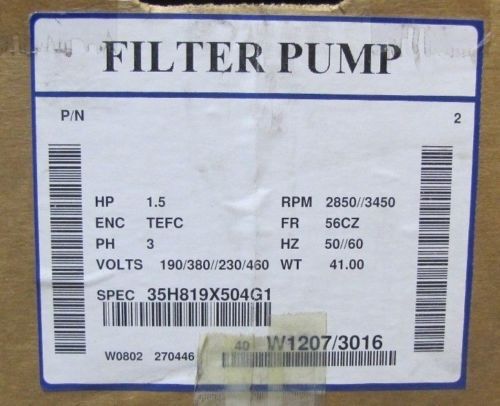 FILTER PUMP
P/N 2
HP 1.5 RPM 2850//3450
ENC TEFC FR 56CZ
PH 3 HZ 50//60
VOLTS 190/380//230/460 WT 41.00
SPEC 35H819X504G1
40 W1207/3016
W0802 270446